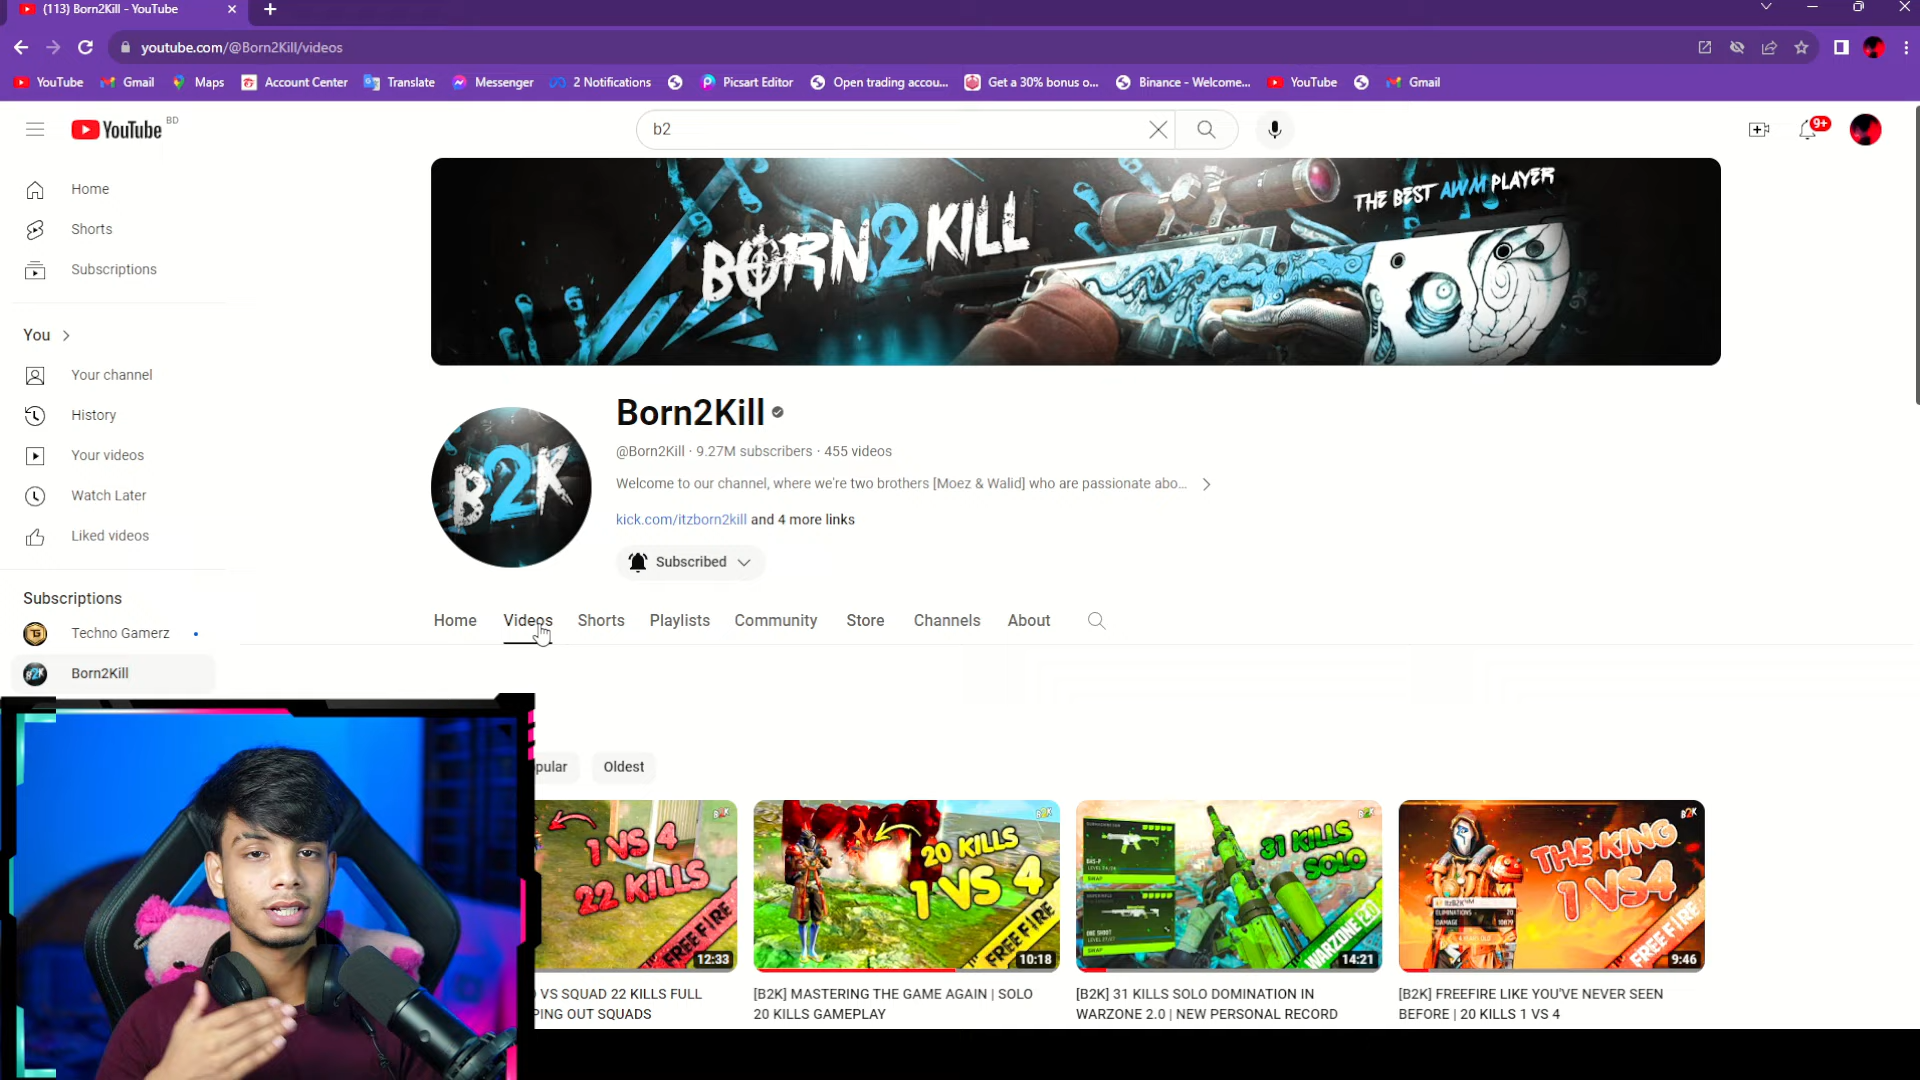 (113) Born2Kill - YouTube
youtube.com/@Born2Kill/videos
YouTube
Gmail
Maps
Account Center
Translate
Messenger
2 Notifications
Picsart Editor
Open trading accou...
Get a 30% bonus o...
Binance - Welcome...
YouTube
Gmail
YouTube BD
b2
9+
Home
Shorts
Subscriptions
You
Your channel
History
Your videos
Watch Later
Liked videos
Subscriptions
Techno Gamerz
Born2Kill
BORN2KILL
THE BEST AWM PLAYER
B2K
Born2Kill
@Born2Kill · 9.27M subscribers · 455 videos
Welcome to our channel, where we're two brothers [Moez & Walid] who are passionate abo...
kick.com/itzborn2kill and 4 more links
Subscribed
Home Videos Shorts Playlists Community Store Channels About
pular
Oldest
1 VS 4
22 KILLS
FREE FIRE
12:33
VS SQUAD 22 KILLS FULL
PING OUT SQUADS
B2K
20 KILLS
1 VS 4
FREE FIRE
10:18
[B2K] MASTERING THE GAME AGAIN | SOLO
20 KILLS GAMEPLAY
B2K
31 KILLS
SOLO
SWAP
SWAP
WARZONE 2.0
14:21
[B2K] 31 KILLS SOLO DOMINATION IN
WARZONE 2.0 | NEW PERSONAL RECORD
B2K
THE KING
1 VS 4
ELIMINATIONS 20
DAMAGE
FREE FIRE
9:46
[B2K] FREEFIRE LIKE YOU'VE NEVER SEEN
BEFORE | 20 KILLS 1 VS 4